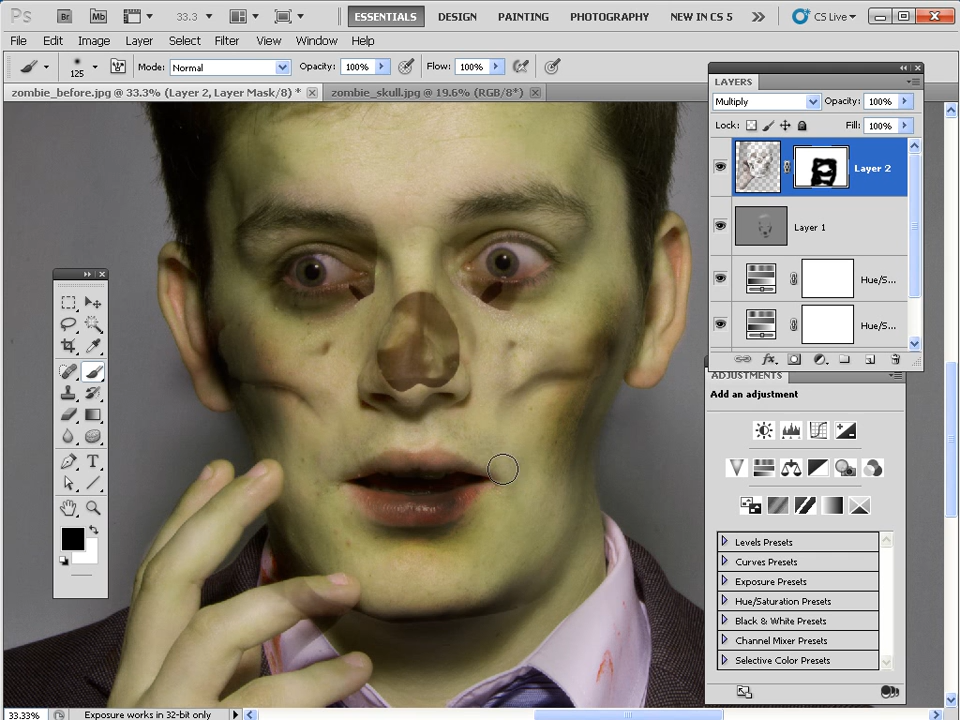 Ps Br Mb 33.3 ESSENTIALS DESIGN PAINTING PHOTOGRAPHY NEW IN CS 5 CS Live
File Edit Image Layer Select Filter View Window Help
125 Mode: Normal Opacity: 100% Flow: 100%
zombie_before.jpg @ 33.3% (Layer 2, Layer Mask/8) * zombie_skull.jpg @ 19.6% (RGB/8*)
LAYERS
Multiply Opacity: 100%
Lock: Fill: 100%
Layer 2
Layer 1
Hue/S...
Hue/S...
fx
ADJUSTMENTS
Add an adjustment
Levels Presets
Curves Presets
Exposure Presets
Hue/Saturation Presets
Black & White Presets
Channel Mixer Presets
Selective Color Presets
T
33.33% Exposure works in 32-bit only